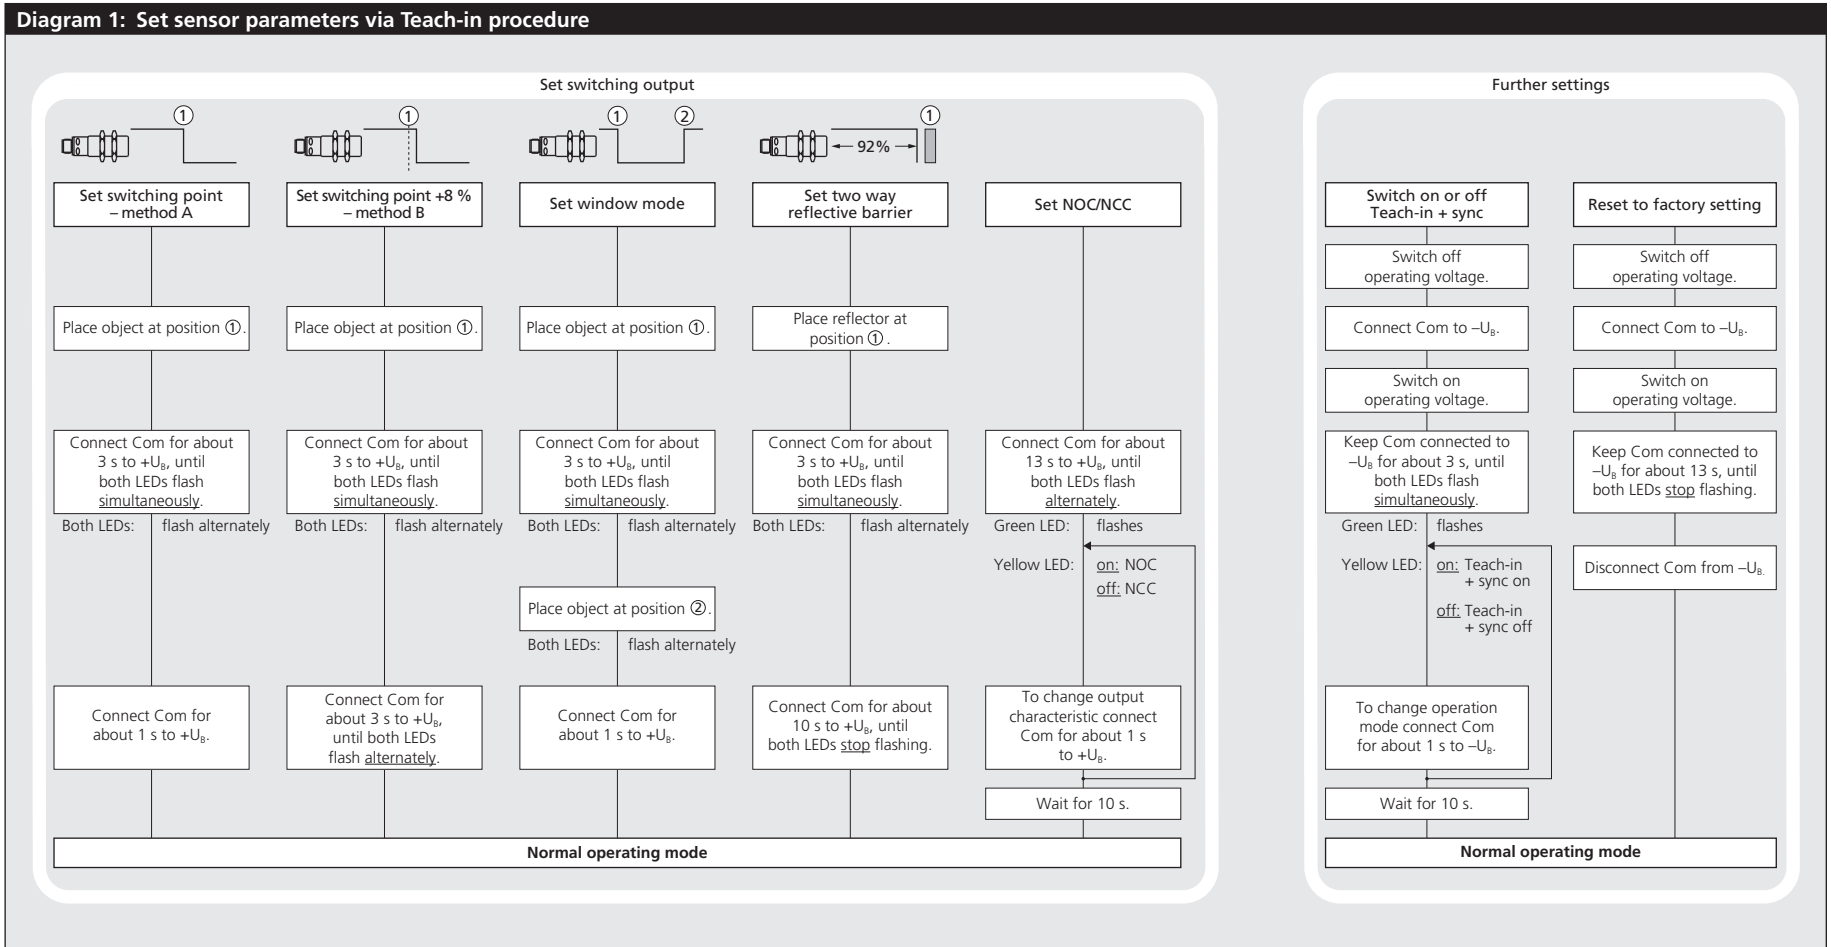 Diagram 1: Set sensor parameters via Teach-in procedure
Set switching output
①
①
①
②
92%
①
Set switching point
– method A
Place object at position ①.
Connect Com for about
3 s to +UB, until
both LEDs flash
simultaneously.
Both LEDs: flash alternately
Connect Com for
about 1 s to +UB.
Set switching point +8 %
– method B
Place object at position ①.
Connect Com for about
3 s to +UB, until
both LEDs flash
simultaneously.
Both LEDs: flash alternately
Connect Com for
about 3 s to +UB,
until both LEDs
flash alternately.
Set window mode
Place object at position ①.
Connect Com for about
3 s to +UB, until
both LEDs flash
simultaneously.
Both LEDs: flash alternately
Place object at position ②.
Both LEDs: flash alternately
Connect Com for
about 1 s to +UB.
Set two way
reflective barrier
Place reflector at
position ①.
Connect Com for about
3 s to +UB, until
both LEDs flash
simultaneously.
Both LEDs: flash alternately
Connect Com for about
10 s to +UB, until
both LEDs stop flashing.
Set NOC/NCC
Connect Com for about
13 s to +UB, until
both LEDs flash
alternately.
Green LED: flashes
Yellow LED: on: NOC
off: NCC
To change output
characteristic connect
Com for about 1 s
to +UB.
Wait for 10 s.
Normal operating mode
Further settings
Switch on or off
Teach-in + sync
Switch off
operating voltage.
Connect Com to –UB.
Switch on
operating voltage.
Keep Com connected to
–UB for about 3 s, until
both LEDs flash
simultaneously.
Green LED: flashes
Yellow LED: on: Teach-in
+ sync on
off: Teach-in
+ sync off
To change operation
mode connect Com
for about 1 s to –UB.
Wait for 10 s.
Reset to factory setting
Switch off
operating voltage.
Connect Com to –UB.
Switch on
operating voltage.
Keep Com connected to
–UB for about 13 s, until
both LEDs stop flashing.
Disconnect Com from –UB.
Normal operating mode